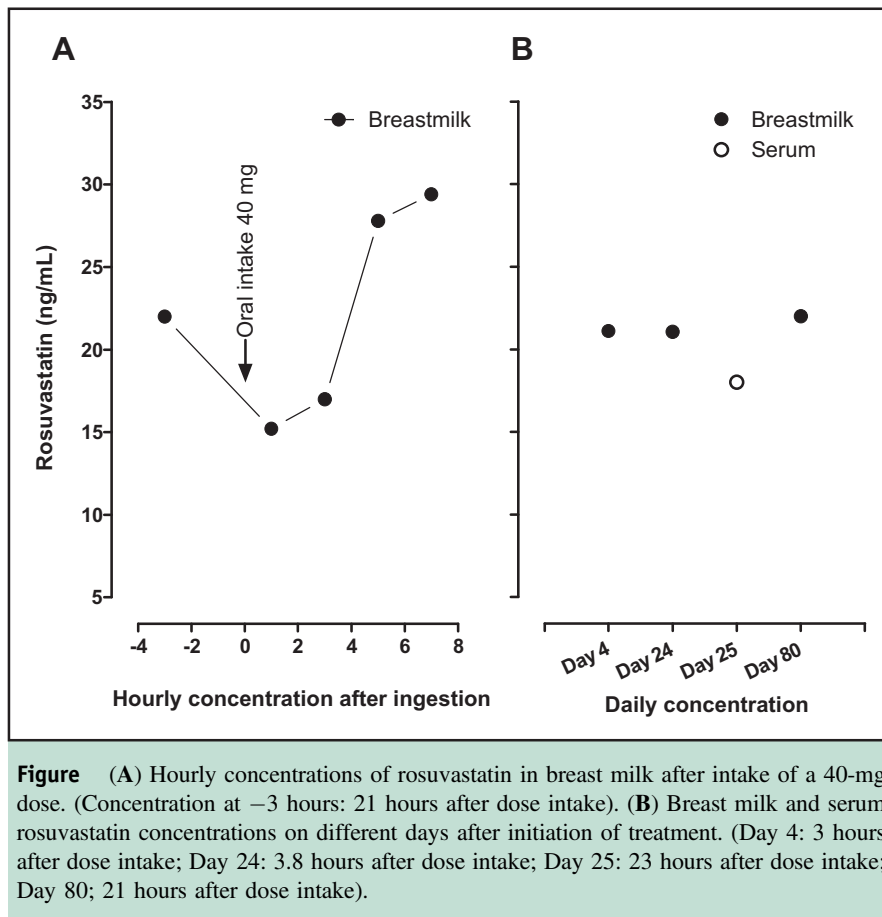 A
B
35
30
25
20
15
10
5
Rosuvastatin (ng/mL)
Breastmilk
Oral intake 40 mg
-4 -2 0 2 4 6 8
Hourly concentration after ingestion
Breastmilk
Serum
Day 4 Day 24 Day 25 Day 80
Daily concentration
Figure (A) Hourly concentrations of rosuvastatin in breast milk after intake of a 40-mg
dose. (Concentration at −3 hours: 21 hours after dose intake). (B) Breast milk and serum
rosuvastatin concentrations on different days after initiation of treatment. (Day 4: 3 hours
after dose intake; Day 24: 3.8 hours after dose intake; Day 25: 23 hours after dose intake;
Day 80; 21 hours after dose intake).